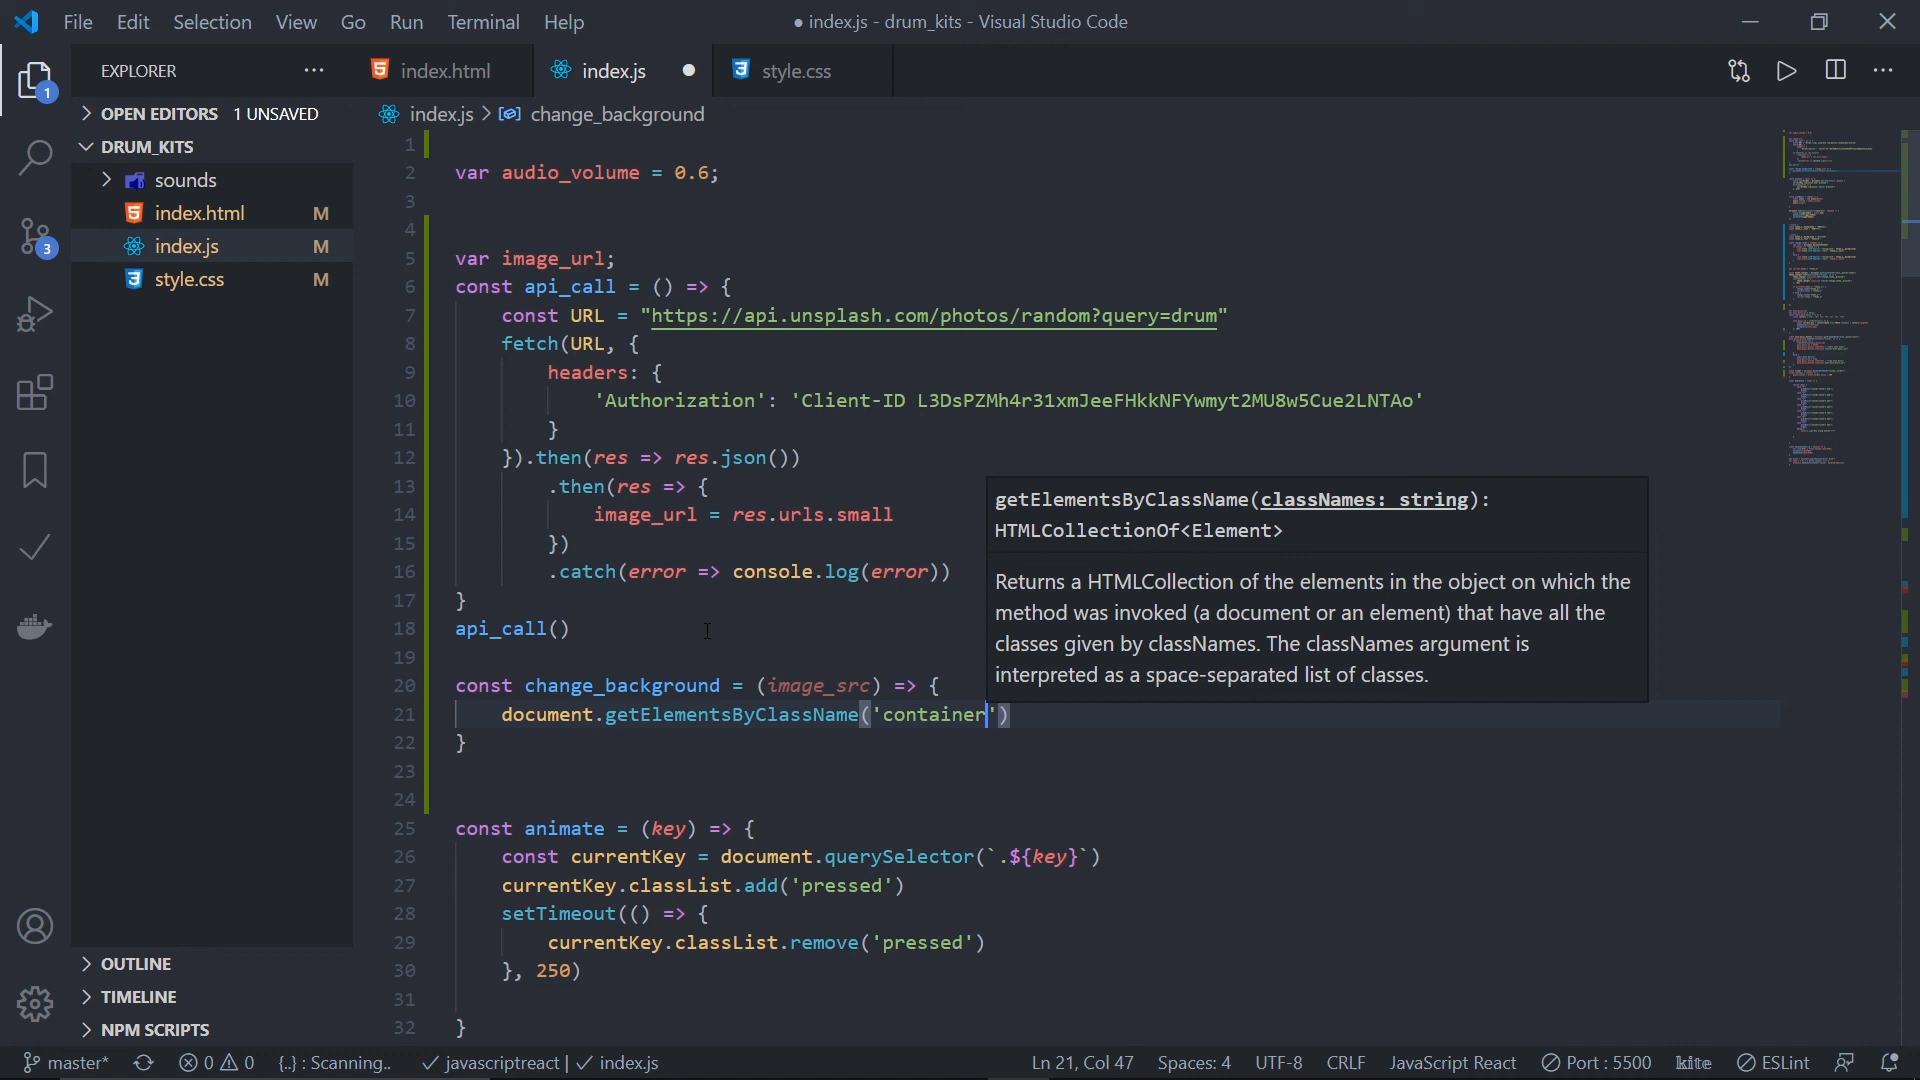 File Edit Selection View Go Run Terminal Help
● index.js - drum_kits - Visual Studio Code
EXPLORER
index.html
index.js
style.css
OPEN EDITORS 1 UNSAVED
index.js > change_background
DRUM_KITS
sounds
index.html M
index.js M
style.css M
1
3
OUTLINE
TIMELINE
NPM SCRIPTS
1
2 var audio_volume = 0.6;
3
4
5 var image_url;
6 const api_call = () => {
7 const URL = "https://api.unsplash.com/photos/random?query=drum"
8 fetch(URL, {
9 headers: {
10 'Authorization': 'Client-ID L3DsPZMh4r31xmJeeFHkkNFYwmyt2MU8w5Cue2LNTAo'
11 }
12 }).then(res => res.json())
13 .then(res => {
14 image_url = res.urls.small
15 })
16 .catch(error => console.log(error))
17 }
18 api_call()
19
20 const change_background = (image_src) => {
21 document.getElementsByClassName('container')
22 }
23
24
25 const animate = (key) => {
26 const currentKey = document.querySelector(`.${key}`)
27 currentKey.classList.add('pressed')
28 setTimeout(() => {
29 currentKey.classList.remove('pressed')
30 }, 250)
31
32 }
getElementsByClassName(classNames: string):
HTMLCollectionOf<Element>
Returns a HTMLCollection of the elements in the object on which the
method was invoked (a document or an element) that have all the
classes given by classNames. The classNames argument is
interpreted as a space-separated list of classes.
master* 0 0 {..} : Scanning.. javascriptreact | index.js
Ln 21, Col 47 Spaces: 4 UTF-8 CRLF JavaScript React Port : 5500 kite ESLint